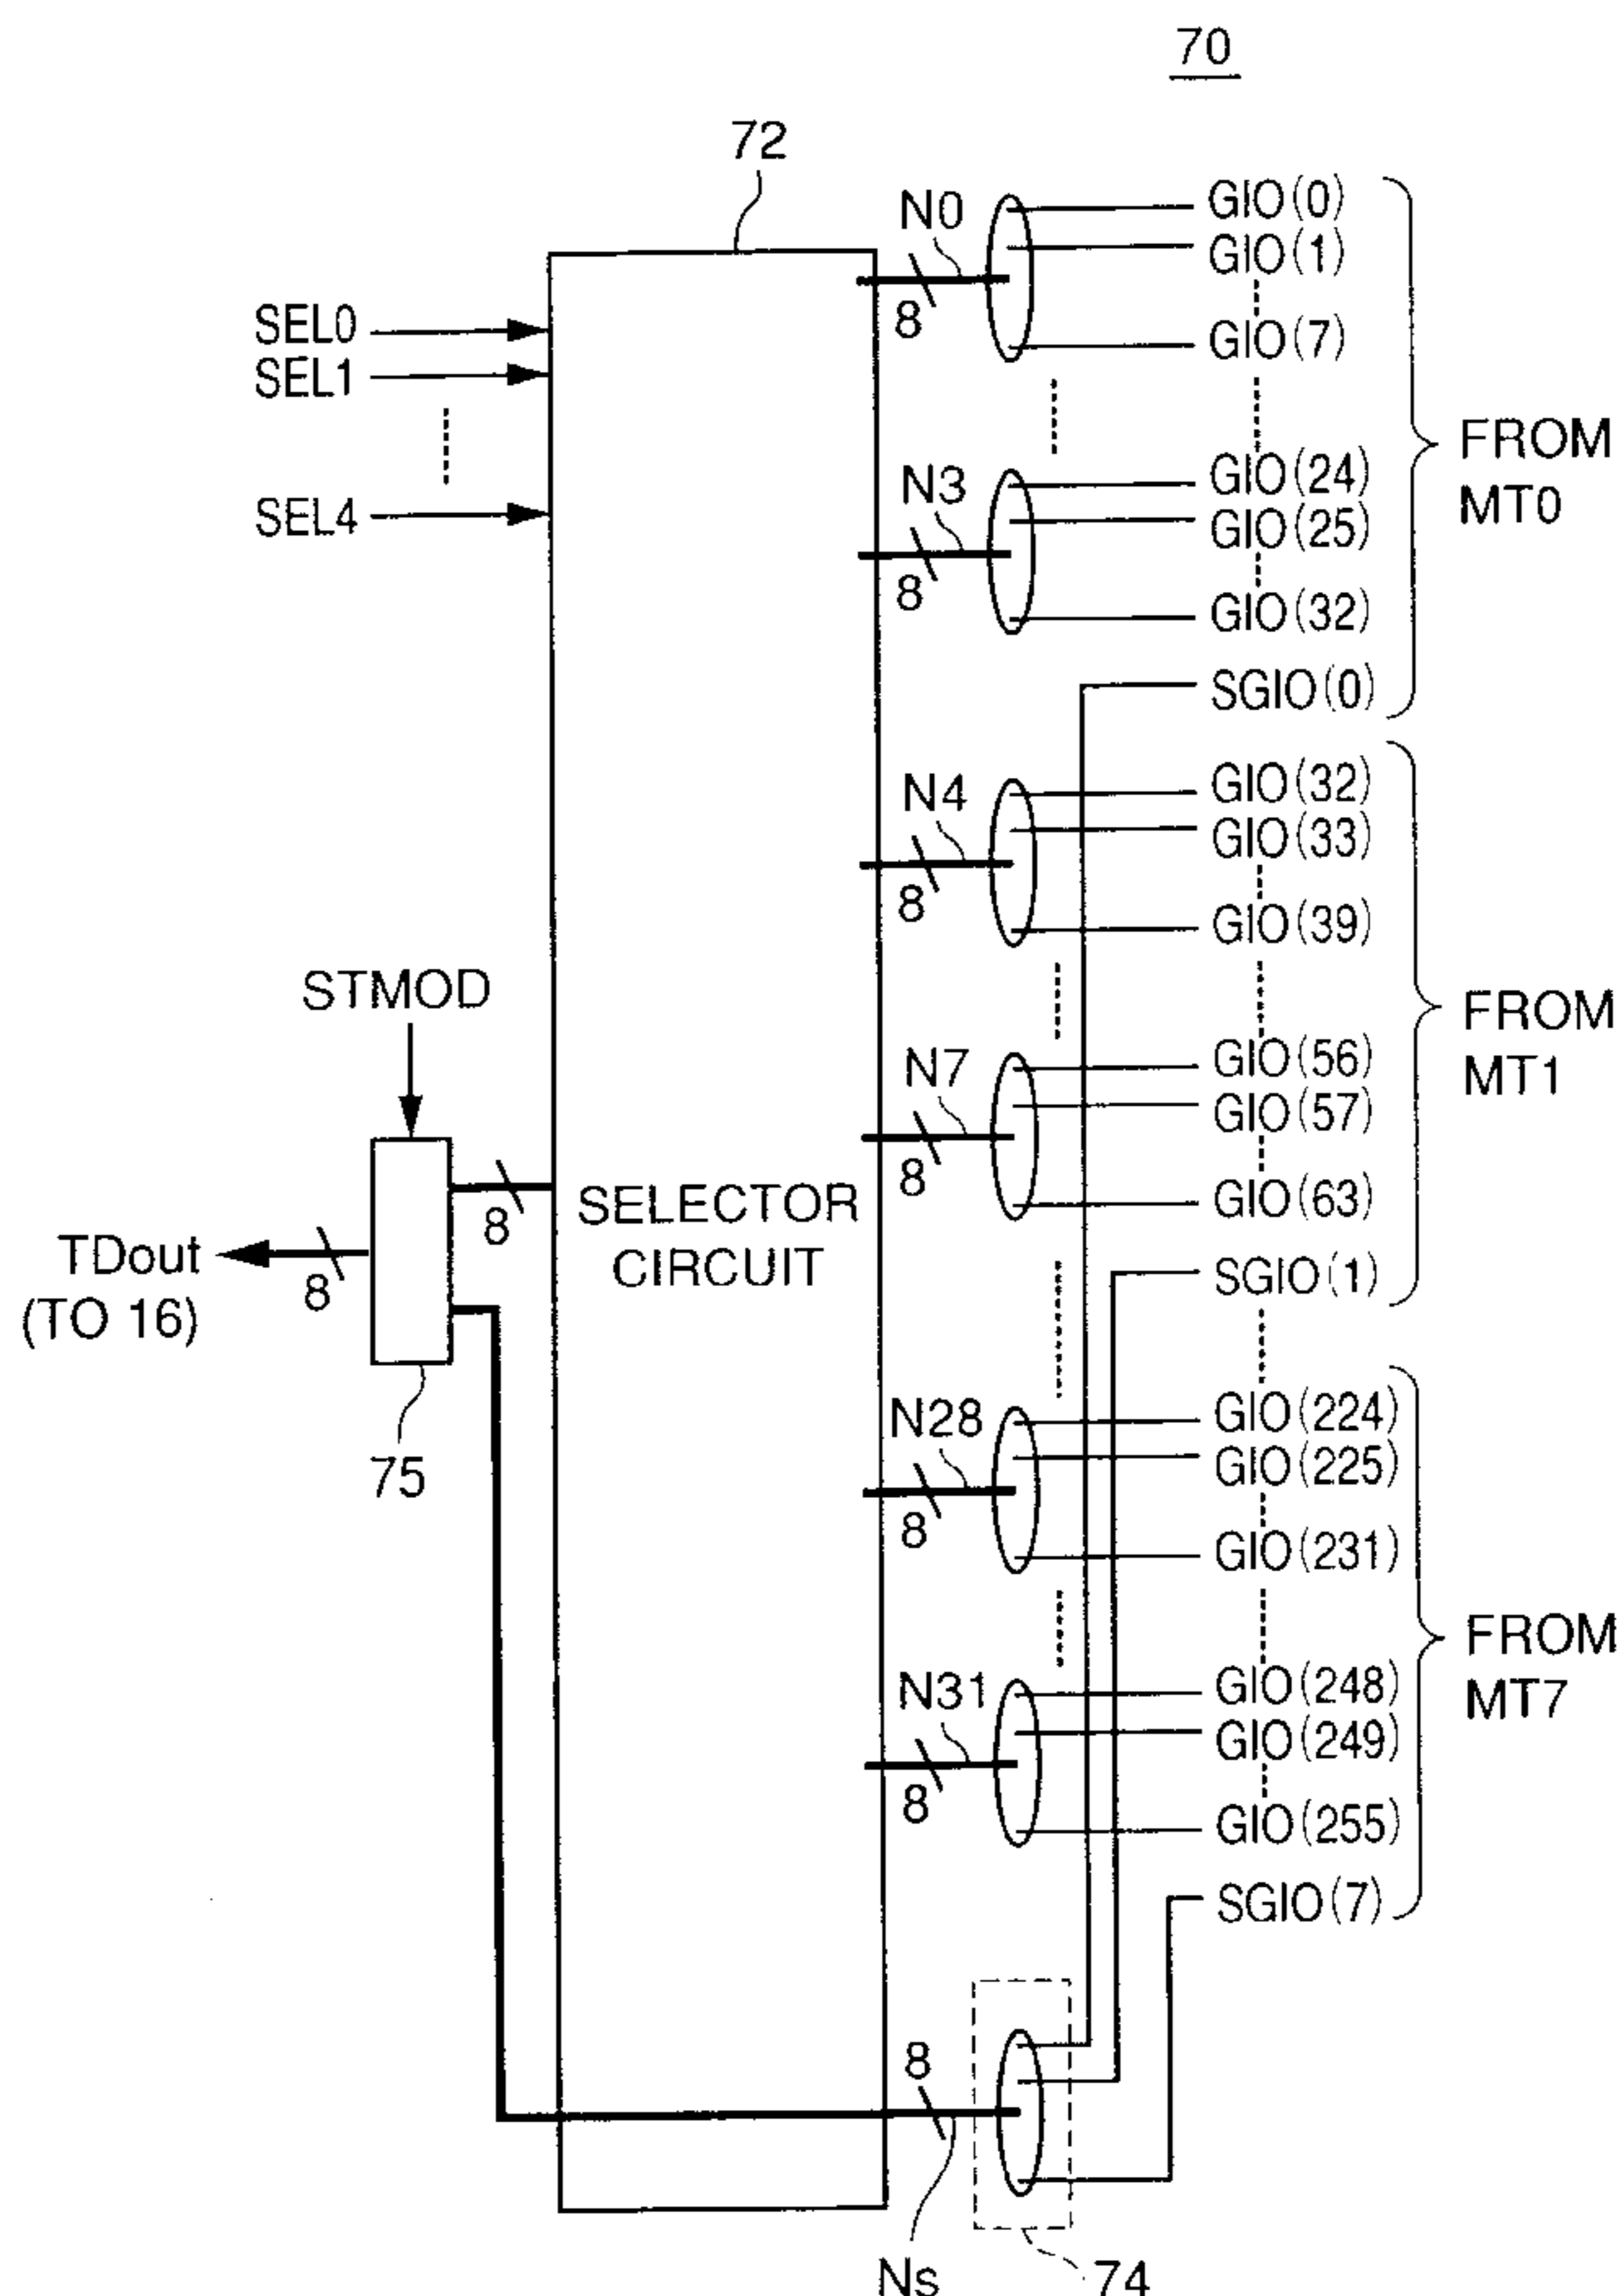 70
72
N0
8
GIO(0)
GIO(1)
GIO(7)
SEL0
SEL1
SEL4
N3
8
GIO(24)
GIO(25)
GIO(32)
SGIO(0)
FROM
MT0
N4
8
GIO(32)
GIO(33)
GIO(39)
N7
8
GIO(56)
GIO(57)
GIO(63)
SGIO(1)
FROM
MT1
STMOD
8
SELECTOR
CIRCUIT
TDout
(TO 16)
8
75
N28
8
GIO(224)
GIO(225)
GIO(231)
N31
8
GIO(248)
GIO(249)
GIO(255)
SGIO(7)
FROM
MT7
8
Ns
74